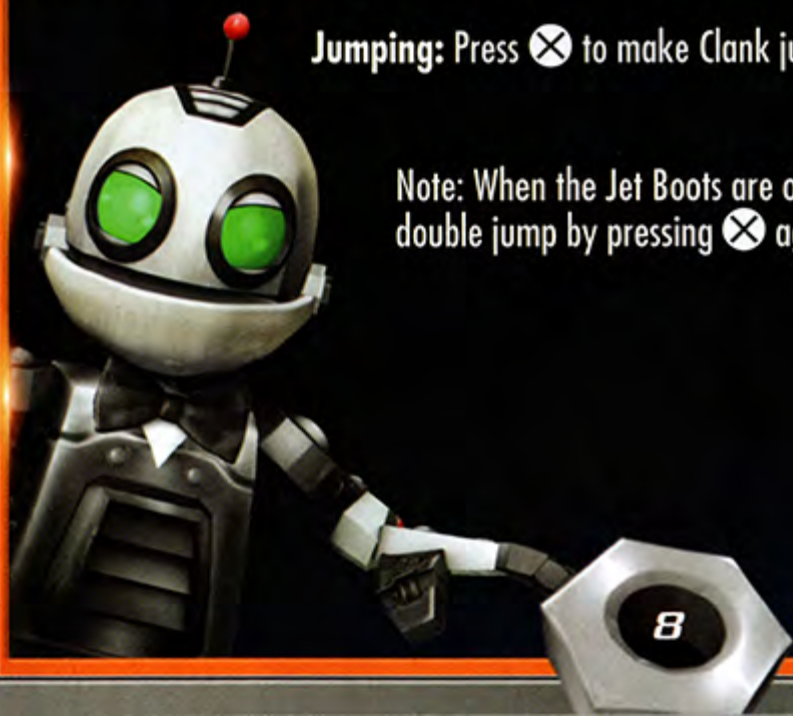 Jumping: Press ⓧ to make Clank
Note: When the Jet Boots are
double jump by pressing ⓧ
8